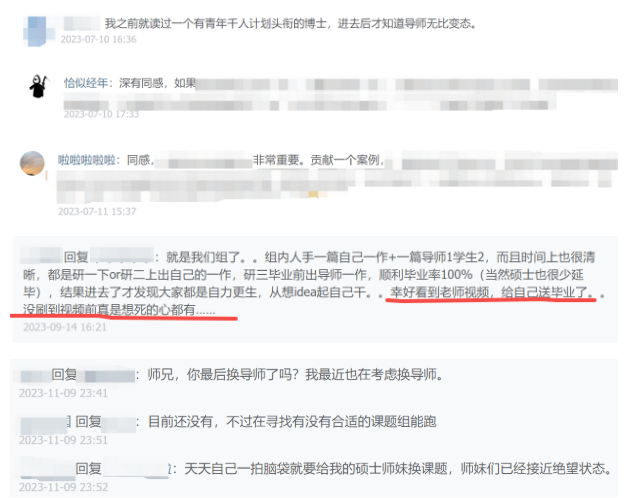 我之前就读过一个有青年千人计划头衔的博士，进去后才知道导师无比变态。
2023-07-10 16:36
恰似经年：深有同感，如果
2023-07-10 17:33
啦啦啦啦啦：同感，非常重要。贡献一个案例，
2023-07-11 15:37
回复：就是我们组了。。组内人手一篇自己一作+一篇导师1学生2，而且时间上也很清
晰，都是研一下or研二上出自己的一作，研三毕业前出导师一作，顺利毕业率100%（当然硕士也很少延
毕），结果进去了才发现大家都是自力更生，从想idea起自己干。。幸好看到老师视频，给自己送毕业了。。
没刷到视频前真是想死的心都有......
2023-09-14 16:21
回复：师兄，你最后换导师了吗？我最近也在考虑换导师。
2023-11-09 23:41
回复：目前还没有，不过在寻找有没有合适的课题组能跑
2023-11-09 23:51
回复：天天自己一拍脑袋就要给我的硕士师妹换课题，师妹们已经接近绝望状态。
2023-11-09 23:52